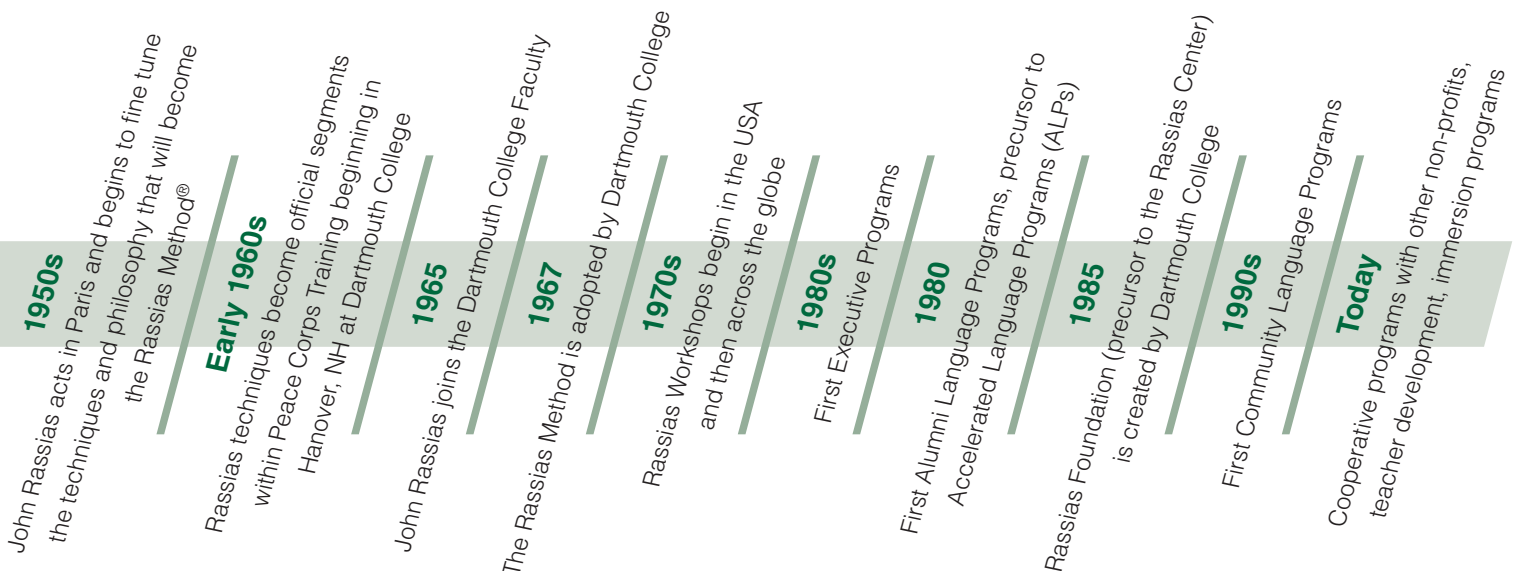 1950s
John Rassias acts in Paris and begins to fine tune
the techniques and philosophy that will become
the Rassias Method®
Early 1960s
Rassias techniques become official segments
within Peace Corps Training beginning in
Hanover, NH at Dartmouth College
1965
John Rassias joins the Dartmouth College Faculty
1967
The Rassias Method is adopted by Dartmouth College
1970s
Rassias Workshops begin in the USA
and then across the globe
1980s
First Executive Programs
1980
First Alumni Language Programs, precursor to
Accelerated Language Programs (ALPs)
1985
Rassias Foundation (precursor to the Rassias Center)
is created by Dartmouth College
1990s
First Community Language Programs
Today
Cooperative programs with other non-profits,
teacher development, immersion programs